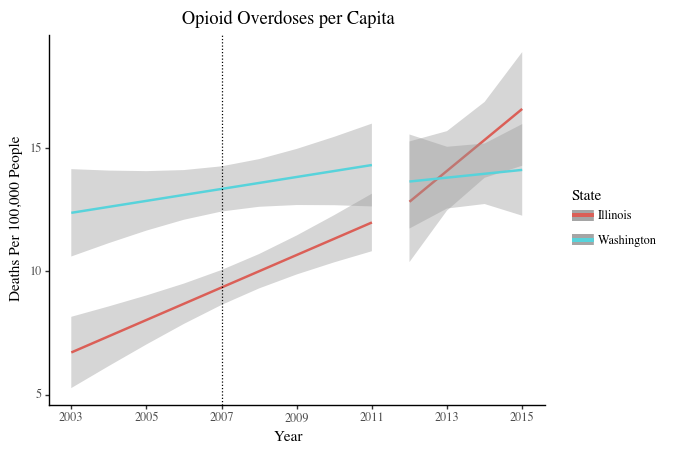 Opioid Overdoses per Capita
Deaths Per 100,000 People
15
10
5
2003 2005 2007 2009 2011 2013 2015
Year
State
Illinois
Washington